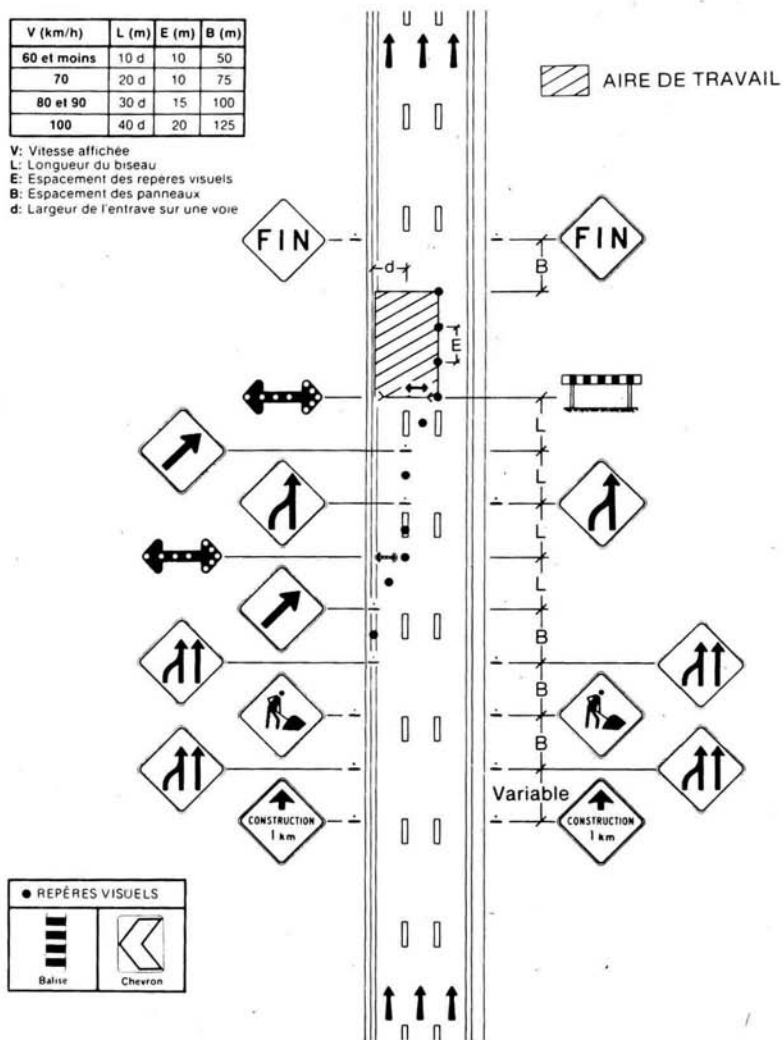 V (km/h) L (m) E (m) B (m)
60 et moins 10 d 10 50
70 20 d 10 75
80 et 90 30 d 15 100
100 40 d 20 125
V: Vitesse affichée
L: Longueur du biseau
E: Espacement des repères visuels
B: Espacement des panneaux
d: Largeur de l'entrave sur une voie
AIRE DE TRAVAIL
FIN
FIN
B
d
E
L
L
L
L
B
B
B
Variable
CONSTRUCTION
1 km
CONSTRUCTION
1 km
REPÈRES VISUELS
Balise
Chevron